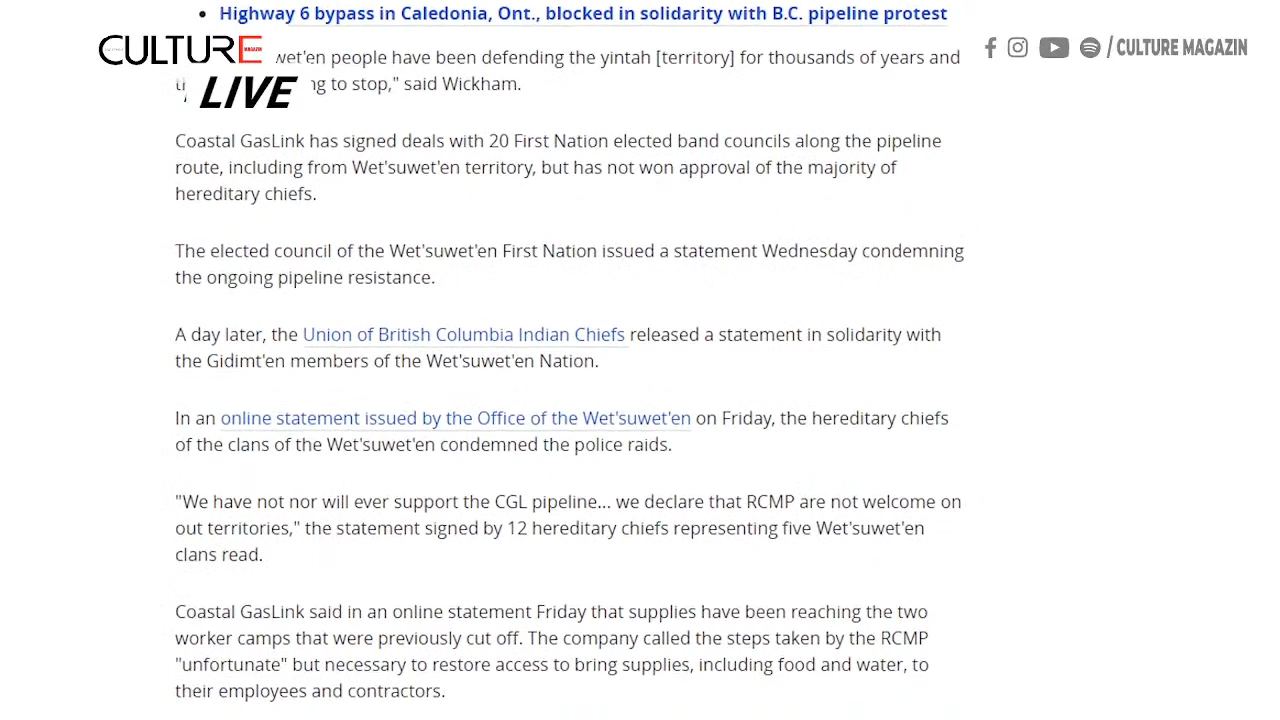 Highway 6 bypass in Caledonia, Ont., blocked in solidarity with B.C. pipeline protest
CULTURE
MAGAZIN
LIVE
/ CULTURE MAGAZIN
people have been defending the yintah [territory] for thousands of years and
to stop," said Wickham.
Coastal GasLink has signed deals with 20 First Nation elected band councils along the pipeline
route, including from Wet'suwet'en territory, but has not won approval of the majority of
hereditary chiefs.
The elected council of the Wet'suwet'en First Nation issued a statement Wednesday condemning
the ongoing pipeline resistance.
A day later, the Union of British Columbia Indian Chiefs released a statement in solidarity with
the Gidimt'en members of the Wet'suwet'en Nation.
In an online statement issued by the Office of the Wet'suwet'en on Friday, the hereditary chiefs
of the clans of the Wet'suwet'en condemned the police raids.
"We have not nor will ever support the CGL pipeline... we declare that RCMP are not welcome on
out territories," the statement signed by 12 hereditary chiefs representing five Wet'suwet'en
clans read.
Coastal GasLink said in an online statement Friday that supplies have been reaching the two
worker camps that were previously cut off. The company called the steps taken by the RCMP
"unfortunate" but necessary to restore access to bring supplies, including food and water, to
their employees and contractors.